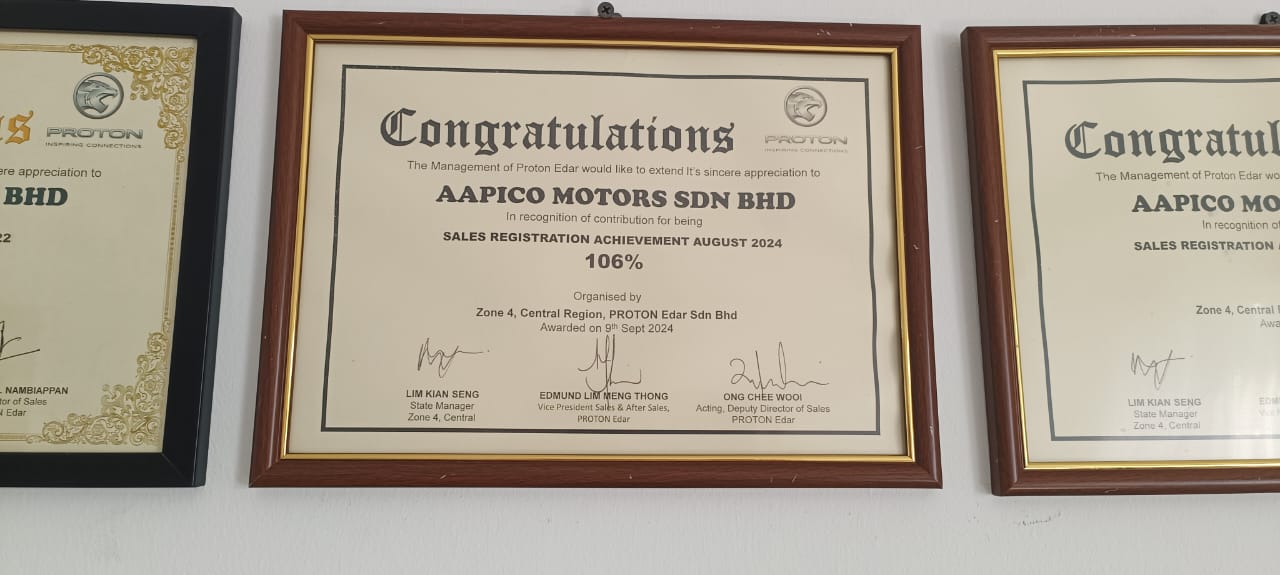 us
PROTON
INSPIRING CONNECTIONS
ere appreciation to
BHD
22
NAMBIAPPAN
tor of Sales
Edar
Congratulations
PROTON
INSPIRING CONNECTIONS
The Management of Proton Edar would like to extend It's sincere appreciation to
AAPICO MOTORS SDN BHD
In recognition of contribution for being
SALES REGISTRATION ACHIEVEMENT AUGUST 2024
106%
Organised by
Zone 4, Central Region, PROTON Edar Sdn Bhd
Awarded on 9th Sept 2024
LIM KIAN SENG
State Manager
Zone 4, Central
EDMUND LIM MENG THONG
Vice President Sales & After Sales,
PROTON Edar
ONG CHEE WOOI
Acting, Deputy Director of Sales
PROTON Edar
Congratul
The Management of Proton Edar wo
AAPICO MO
In recognition of
SALES REGISTRATION
Zone 4, Central
Awa
LIM KIAN SENG
State Manager
Zone 4, Central